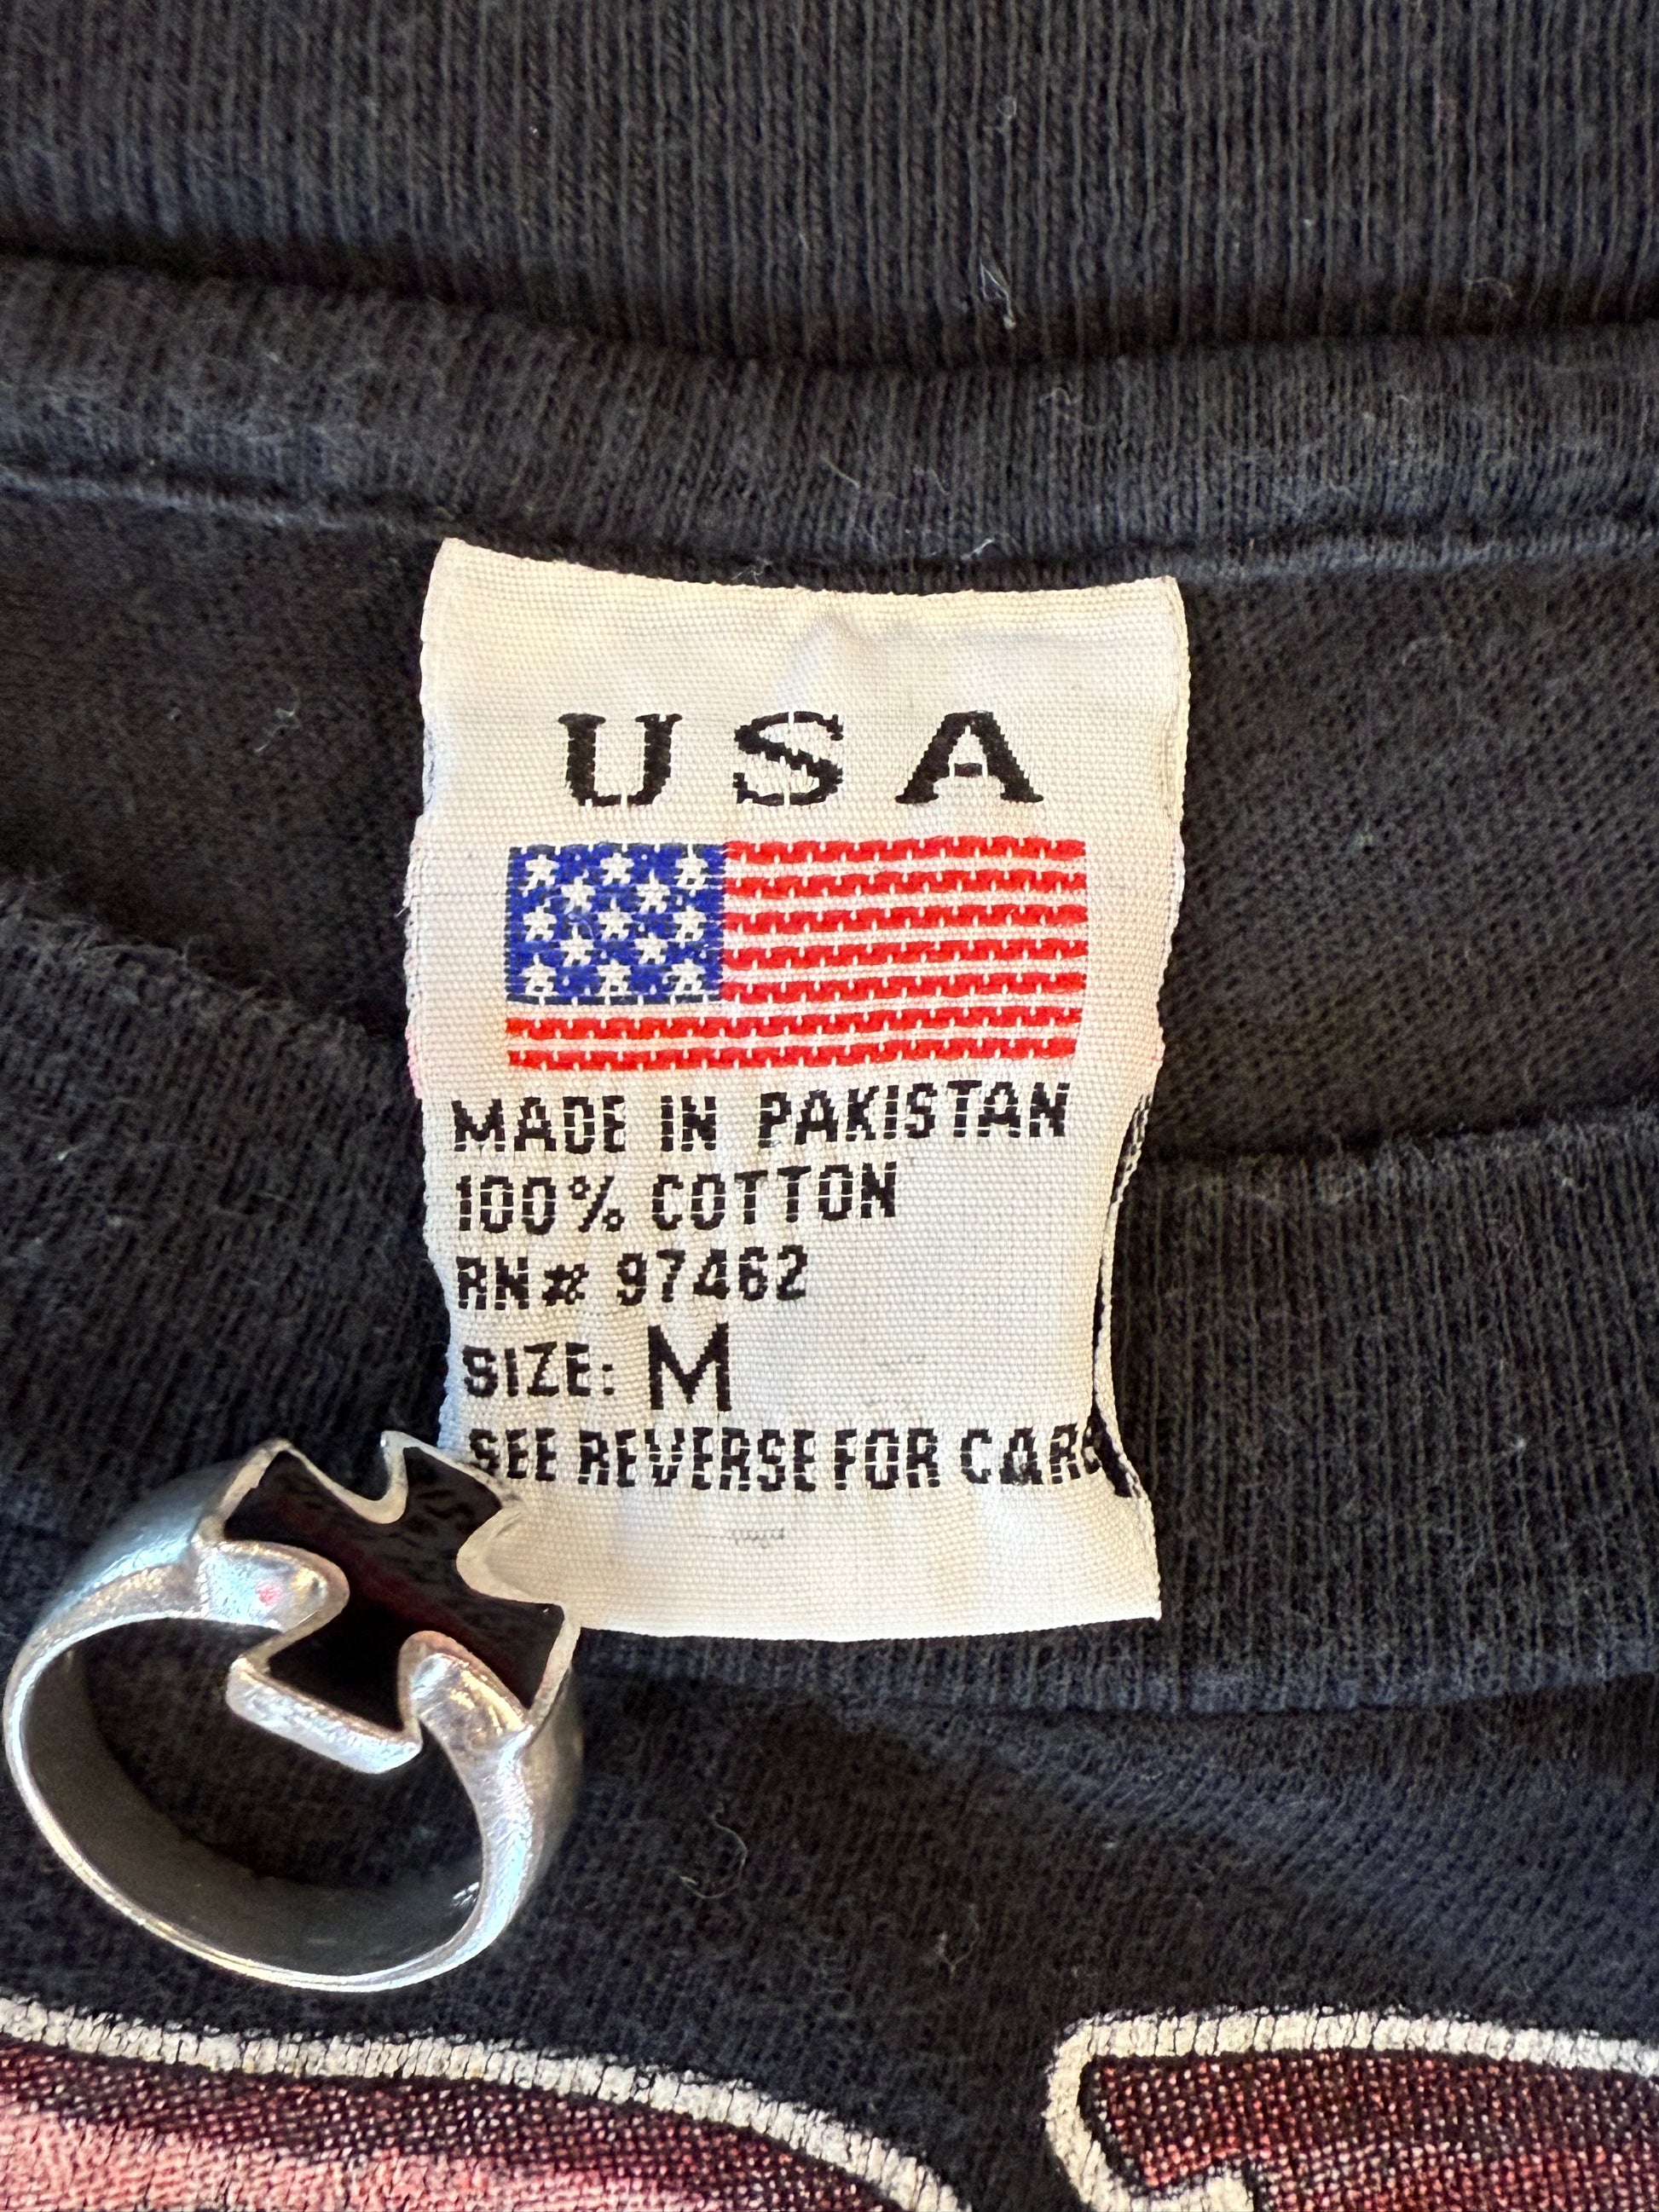 USA
MADE IN PAKISTAN
100% COTTON
RN# 97462
SIZE: M
SEE REVERSE FOR CARE